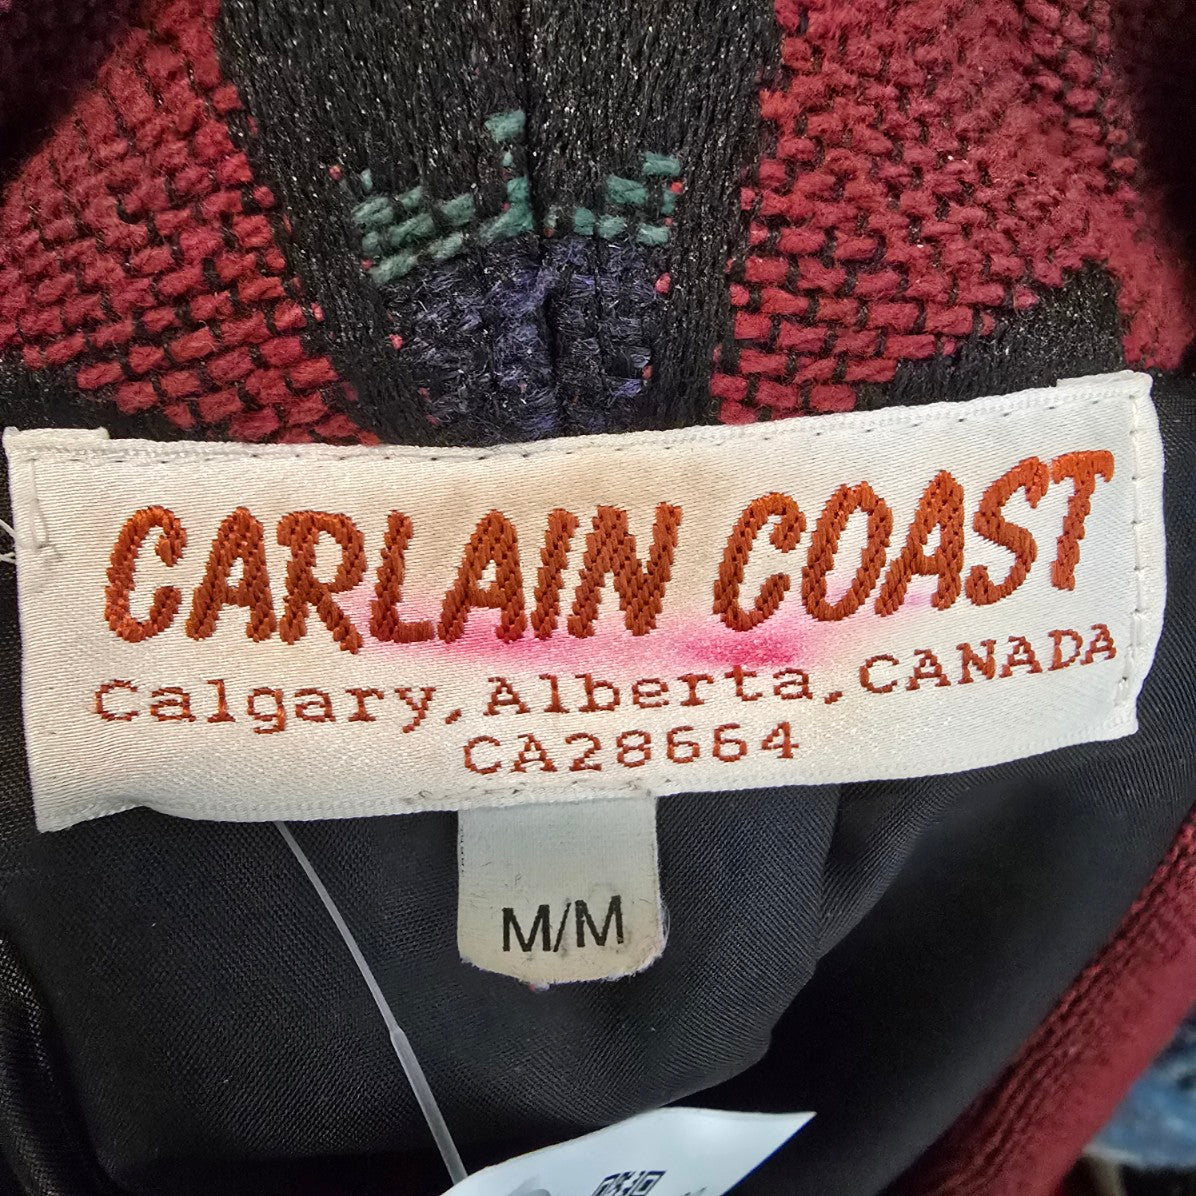 CARLAIN COAST
Calgary, Alberta, CANADA
CA28664
M/M